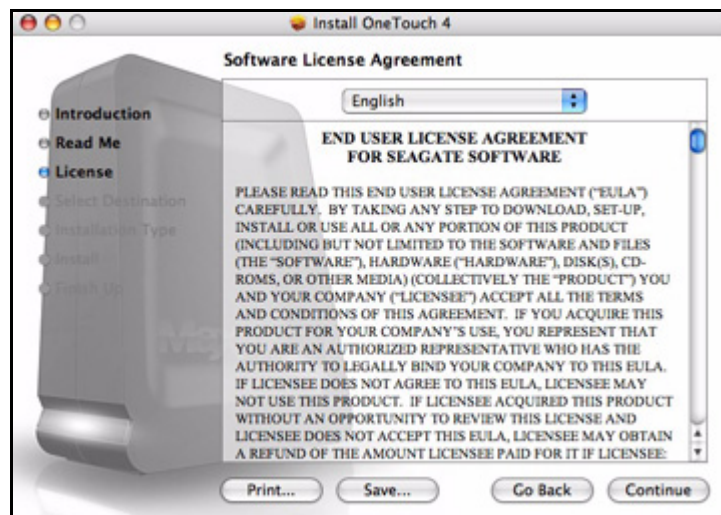 Install OneTouch 4
Software License Agreement
English
Introduction
Read Me
License
Select Destination
Installation Type
Install
Finish Up
END USER LICENSE AGREEMENT
FOR SEAGATE SOFTWARE
PLEASE READ THIS END USER LICENSE AGREEMENT ("EULA")
CAREFULLY. BY TAKING ANY STEP TO DOWNLOAD, SET-UP,
INSTALL OR USE ALL OR ANY PORTION OF THIS PRODUCT
(INCLUDING BUT NOT LIMITED TO THE SOFTWARE AND FILES
(THE "SOFTWARE"), HARDWARE ("HARDWARE"), DISK(S), CD-
ROMS, OR OTHER MEDIA) (COLLECTIVELY THE "PRODUCT") YOU
AND YOUR COMPANY ("LICENSEE") ACCEPT ALL THE TERMS
AND CONDITIONS OF THIS AGREEMENT. IF YOU ACQUIRE THIS
PRODUCT FOR YOUR COMPANY'S USE, YOU REPRESENT THAT
YOU ARE AN AUTHORIZED REPRESENTATIVE WHO HAS THE
AUTHORITY TO LEGALLY BIND YOUR COMPANY TO THIS EULA.
IF LICENSEE DOES NOT AGREE TO THIS EULA, LICENSEE MAY
NOT USE THIS PRODUCT. IF LICENSEE ACQUIRED THIS PRODUCT
WITHOUT AN OPPORTUNITY TO REVIEW THIS LICENSE AND
LICENSEE DOES NOT ACCEPT THIS EULA, LICENSEE MAY OBTAIN
A REFUND OF THE AMOUNT LICENSEE PAID FOR IT IF LICENSEE:
Print... Save... Go Back Continue